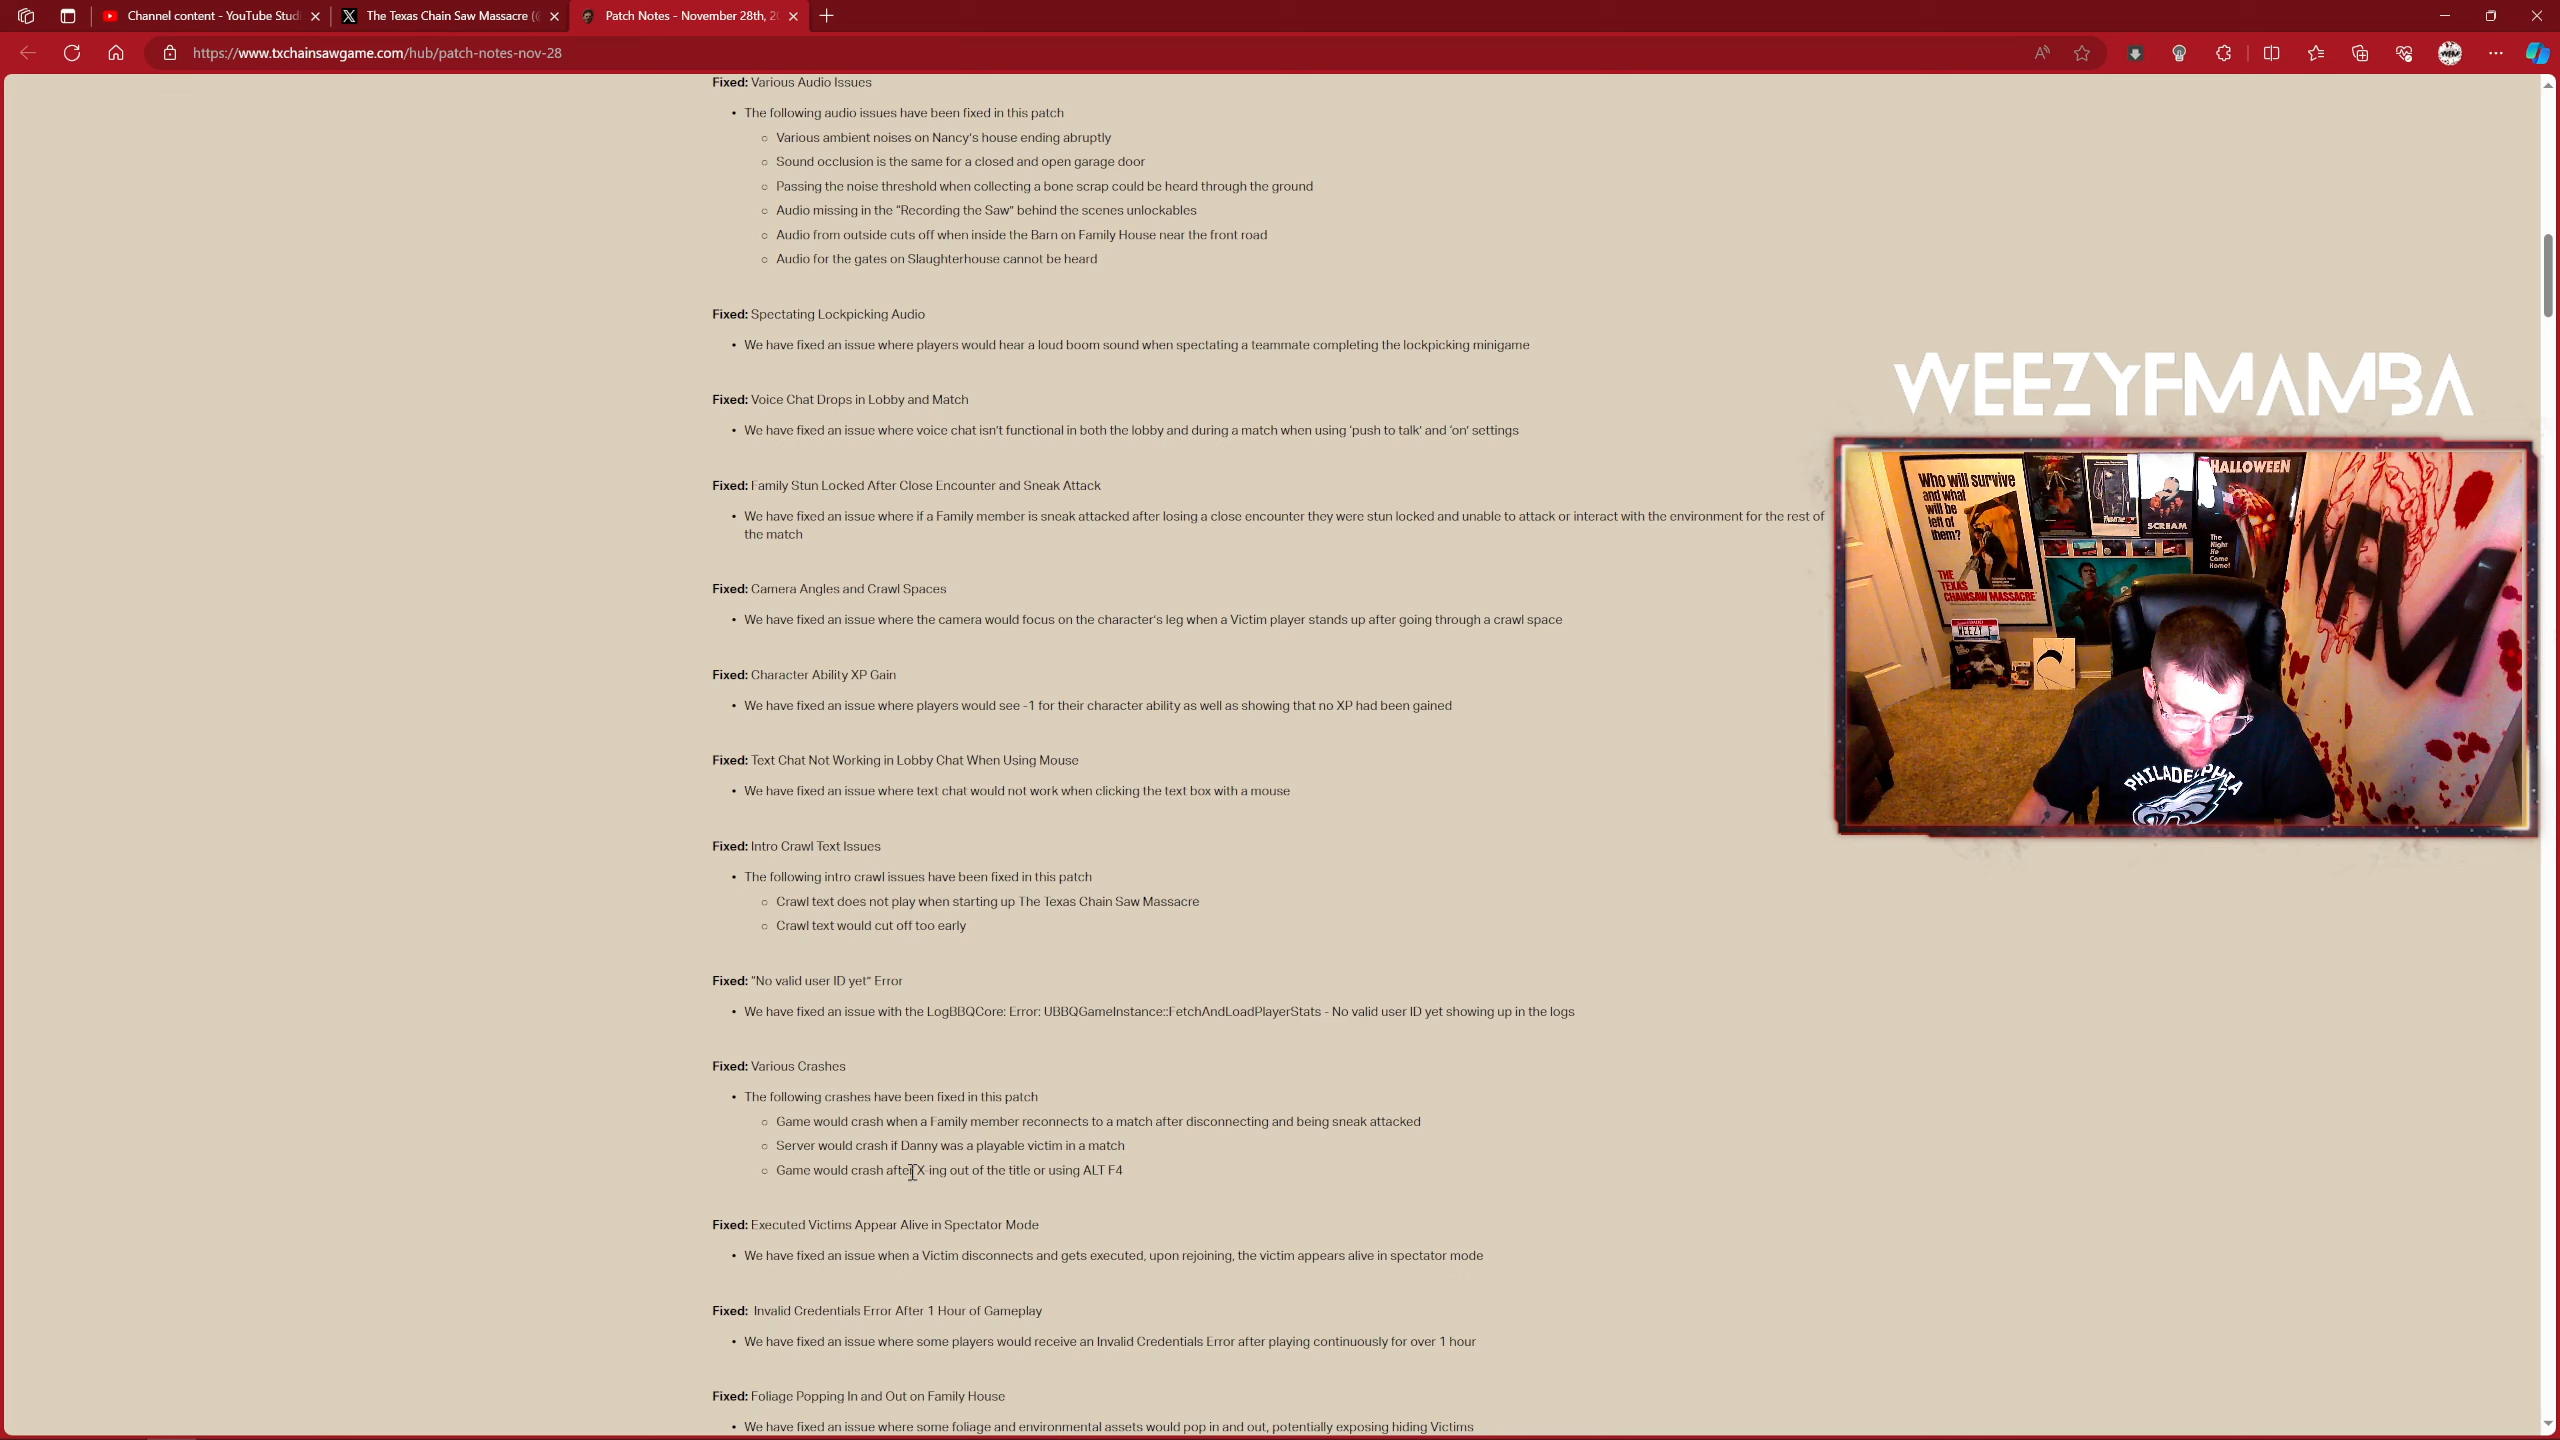 Channel content - YouTube Stud
The Texas Chain Saw Massacre (@
Patch Notes - November 28th, 20
https://www.txchainsawgame.com/hub/patch-notes-nov-28
Fixed: Various Audio Issues
• The following audio issues have been fixed in this patch
○ Various ambient noises on Nancy's house ending abruptly
○ Sound occlusion is the same for a closed and open garage door
○ Passing the noise threshold when collecting a bone scrap could be heard through the ground
○ Audio missing in the "Recording the Saw" behind the scenes unlockables
○ Audio from outside cuts off when inside the Barn on Family House near the front road
○ Audio for the gates on Slaughterhouse cannot be heard
Fixed: Spectating Lockpicking Audio
• We have fixed an issue where players would hear a loud boom sound when spectating a teammate completing the lockpicking minigame
Fixed: Voice Chat Drops in Lobby and Match
• We have fixed an issue where voice chat isn't functional in both the lobby and during a match when using 'push to talk' and 'on' settings
Fixed: Family Stun Locked After Close Encounter and Sneak Attack
• We have fixed an issue where if a Family member is sneak attacked after losing a close encounter they were stun locked and unable to attack or interact with the environment for the rest of
the match
Fixed: Camera Angles and Crawl Spaces
• We have fixed an issue where the camera would focus on the character's leg when a Victim player stands up after going through a crawl space
Fixed: Character Ability XP Gain
• We have fixed an issue where players would see -1 for their character ability as well as showing that no XP had been gained
Fixed: Text Chat Not Working in Lobby Chat When Using Mouse
• We have fixed an issue where text chat would not work when clicking the text box with a mouse
Fixed: Intro Crawl Text Issues
• The following intro crawl issues have been fixed in this patch
○ Crawl text does not play when starting up The Texas Chain Saw Massacre
○ Crawl text would cut off too early
Fixed: "No valid user ID yet" Error
• We have fixed an issue with the LogBBQCore: Error: UBBQGameInstance::FetchAndLoadPlayerStats - No valid user ID yet showing up in the logs
Fixed: Various Crashes
• The following crashes have been fixed in this patch
○ Game would crash when a Family member reconnects to a match after disconnecting and being sneak attacked
○ Server would crash if Danny was a playable victim in a match
○ Game would crash after X-ing out of the title or using ALT F4
Fixed: Executed Victims Appear Alive in Spectator Mode
• We have fixed an issue when a Victim disconnects and gets executed, upon rejoining, the victim appears alive in spectator mode
Fixed: Invalid Credentials Error After 1 Hour of Gameplay
• We have fixed an issue where some players would receive an Invalid Credentials Error after playing continuously for over 1 hour
Fixed: Foliage Popping In and Out on Family House
• We have fixed an issue where some foliage and environmental assets would pop in and out, potentially exposing hiding Victims
WEEZYFMAMBA
Who will survive
and what
will be
left of
them?
THE
TEXAS
CHAINSAW MASSACRE
SCREAM
HALLOWEEN
The
Night
He
Came
Home!
WEEZY F
PHILADELPHIA
WFM